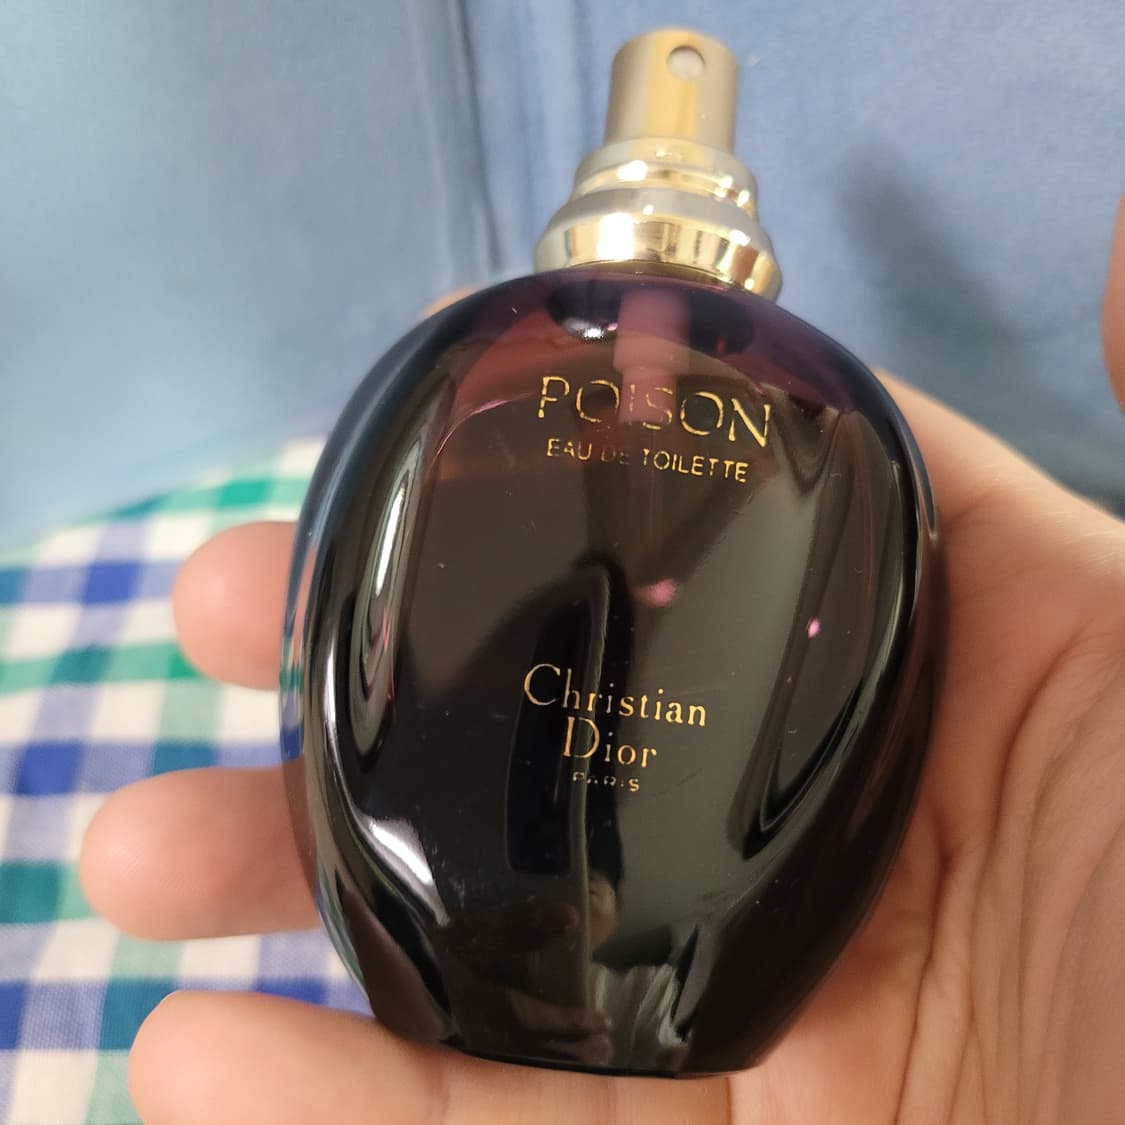 POISON
EAU DE TOILETTE
Christian
Dior
PARIS